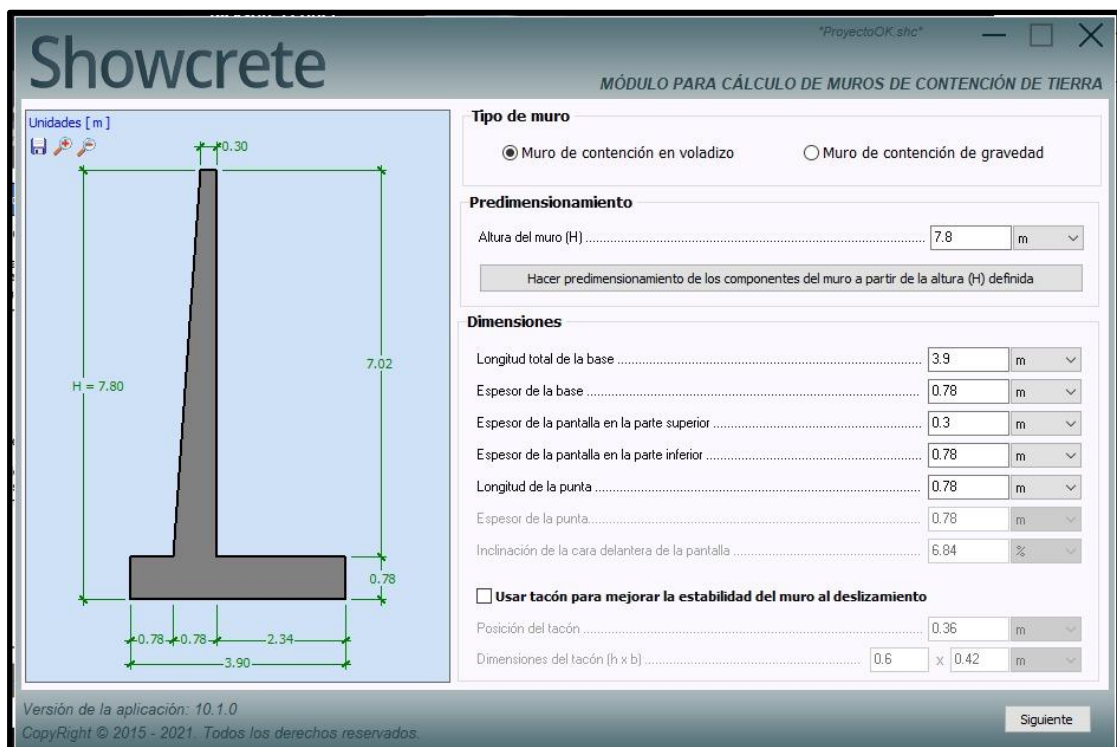 *ProyectoOK.shc*
Showcrete
MÓDULO PARA CÁLCULO DE MUROS DE CONTENCIÓN DE TIERRA
Unidades [ m ]
0.30
H = 7.80
7.02
0.78
0.78
0.78
2.34
3.90
Tipo de muro
Muro de contención en voladizo
Muro de contención de gravedad
Predimensionamiento
Altura del muro (H) 7.8 m
Hacer predimensionamiento de los componentes del muro a partir de la altura (H) definida
Dimensiones
Longitud total de la base 3.9 m
Espesor de la base 0.78 m
Espesor de la pantalla en la parte superior 0.3 m
Espesor de la pantalla en la parte inferior 0.78 m
Longitud de la punta 0.78 m
Espesor de la punta 0.78 m
Inclinación de la cara delantera de la pantalla 6.84 %
Usar tacón para mejorar la estabilidad del muro al deslizamiento
Posición del tacón 0.36 m
Dimensiones del tacón (h x b) 0.6 x 0.42 m
Versión de la aplicación: 10.1.0
CopyRight © 2015 - 2021. Todos los derechos reservados.
Siguiente